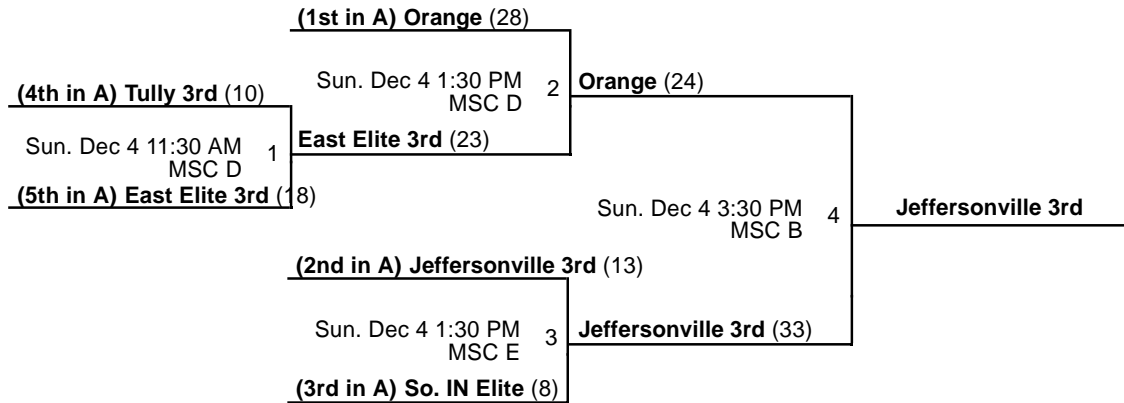 (1st in A) Orange (28)
Sun. Dec 4 1:30 PM
MSC D
2
Orange (24)
(4th in A) Tully 3rd (10)
Sun. Dec 4 11:30 AM
MSC D
1
East Elite 3rd (23)
(5th in A) East Elite 3rd (18)
Sun. Dec 4 3:30 PM
MSC B
4
Jeffersonville 3rd
(2nd in A) Jeffersonville 3rd (13)
Sun. Dec 4 1:30 PM
MSC E
3
Jeffersonville 3rd (33)
(3rd in A) So. IN Elite (8)